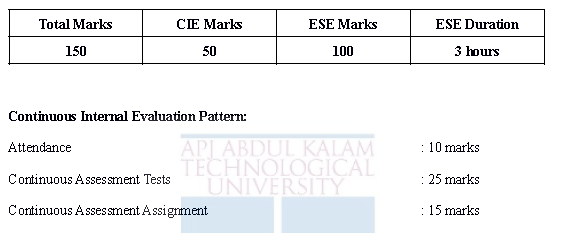 Total Marks CIE Marks ESE Marks ESE Duration
150 50 100 3 hours
Continuous Internal Evaluation Pattern:
Attendance : 10 marks
APJ ABDUL KALAM
TECHNOLOGICAL
Continuous Assessment Tests : 25 marks
UNIVERSITY
Continuous Assessment Assignment : 15 marks